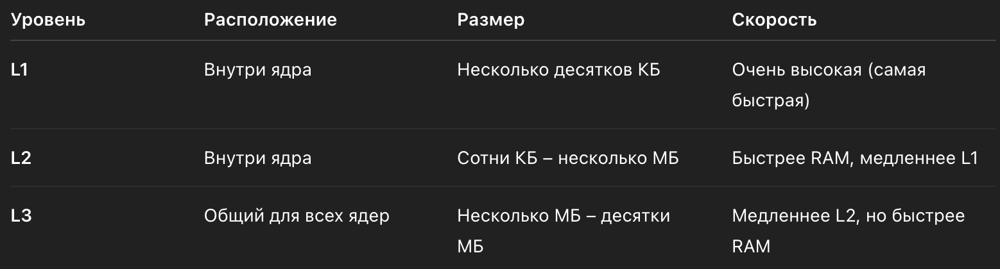 Уровень Расположение Размер Скорость
L1 Внутри ядра Несколько десятков КБ Очень высокая (самая
быстрая)
L2 Внутри ядра Сотни КБ – несколько МБ Быстрее RAM, медленнее L1
L3 Общий для всех ядер Несколько МБ – десятки Медленнее L2, но быстрее
МБ RAM